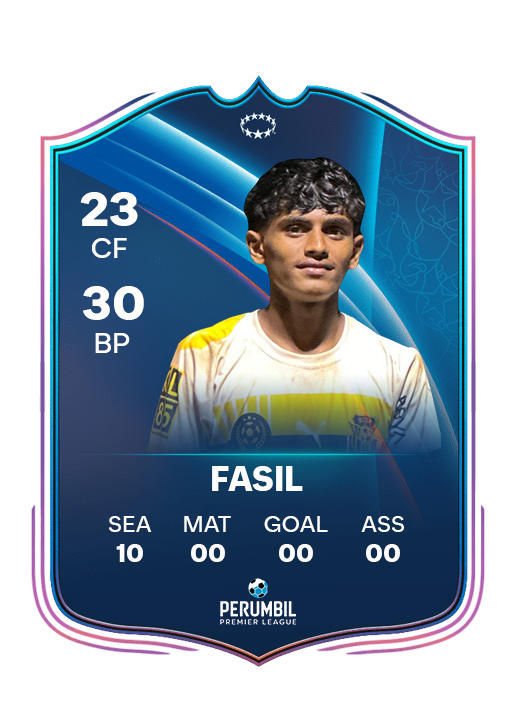 23
CF
30
BP
FASIL
SEA MAT GOAL ASS
10 00 00 00
PERUMBIL
PREMIER LEAGUE